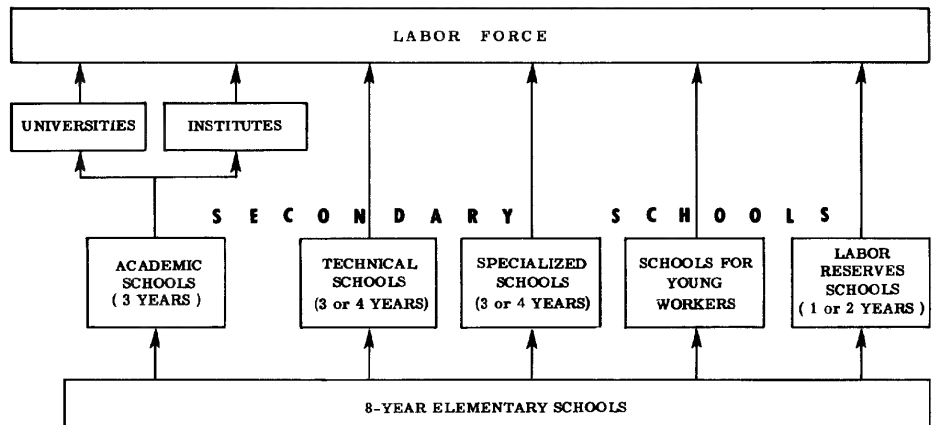 LABOR FORCE
UNIVERSITIES
INSTITUTES
SECONDARY SCHOOLS
ACADEMIC
SCHOOLS
( 3 YEARS )
TECHNICAL
SCHOOLS
(3 or 4 YEARS)
SPECIALIZED
SCHOOLS
(3 or 4 YEARS)
SCHOOLS FOR
YOUNG
WORKERS
LABOR
RESERVES
SCHOOLS
( 1 or 2 YEARS )
8-YEAR ELEMENTARY SCHOOLS